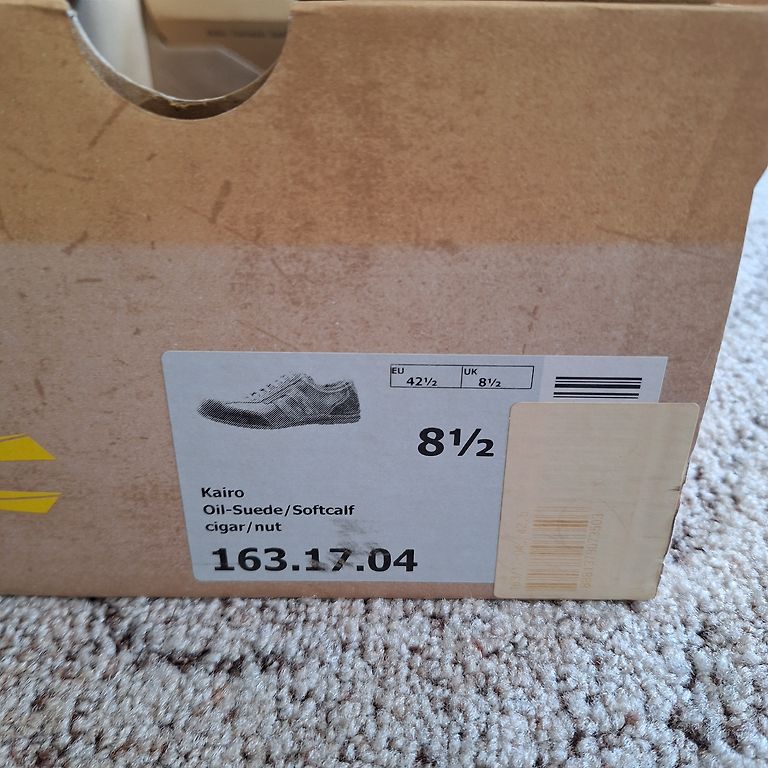 EU
42½
UK
8½
8½
Kairo
Oil-Suede/Softcalf
cigar/nut
163.17.04